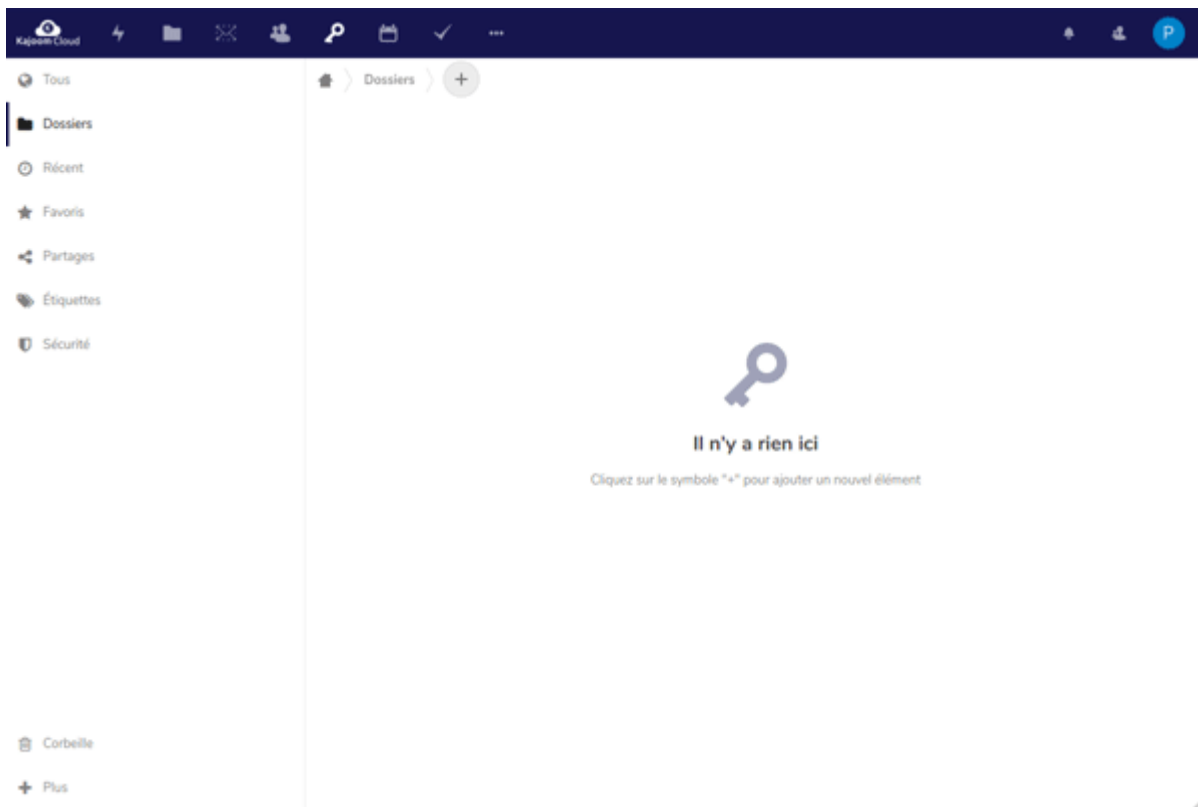 Kajoom Cloud
P
Tous
Dossiers
Dossiers
Récent
Favoris
Partages
Étiquettes
Sécurité
Il n'y a rien ici
Cliquez sur le symbole "+" pour ajouter un nouvel élément
Corbeille
Plus